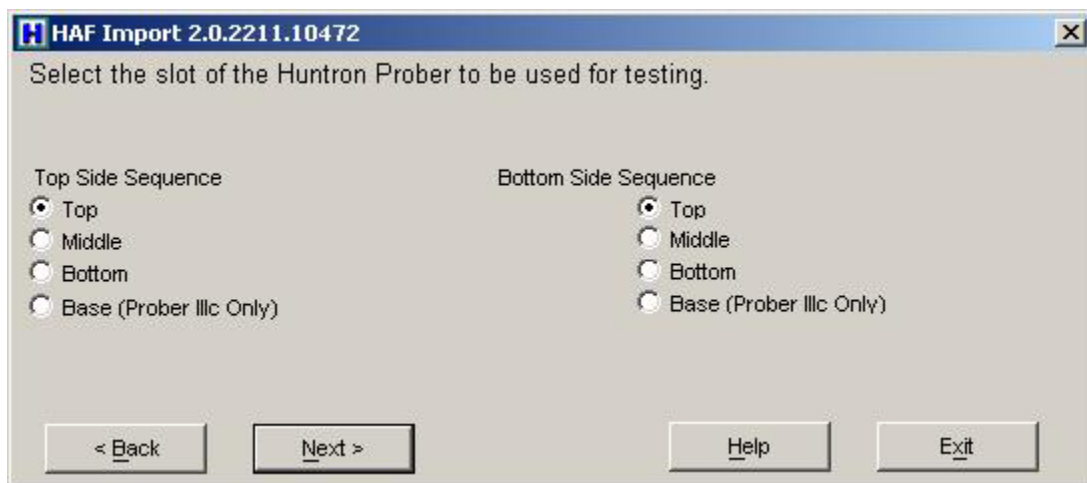 HAF Import 2.0.2211.10472
Select the slot of the Huntron Prober to be used for testing.
Top Side Sequence
Top
Middle
Bottom
Base (Prober IIIc Only)
Bottom Side Sequence
Top
Middle
Bottom
Base (Prober IIIc Only)
< Back
Next >
Help
Exit